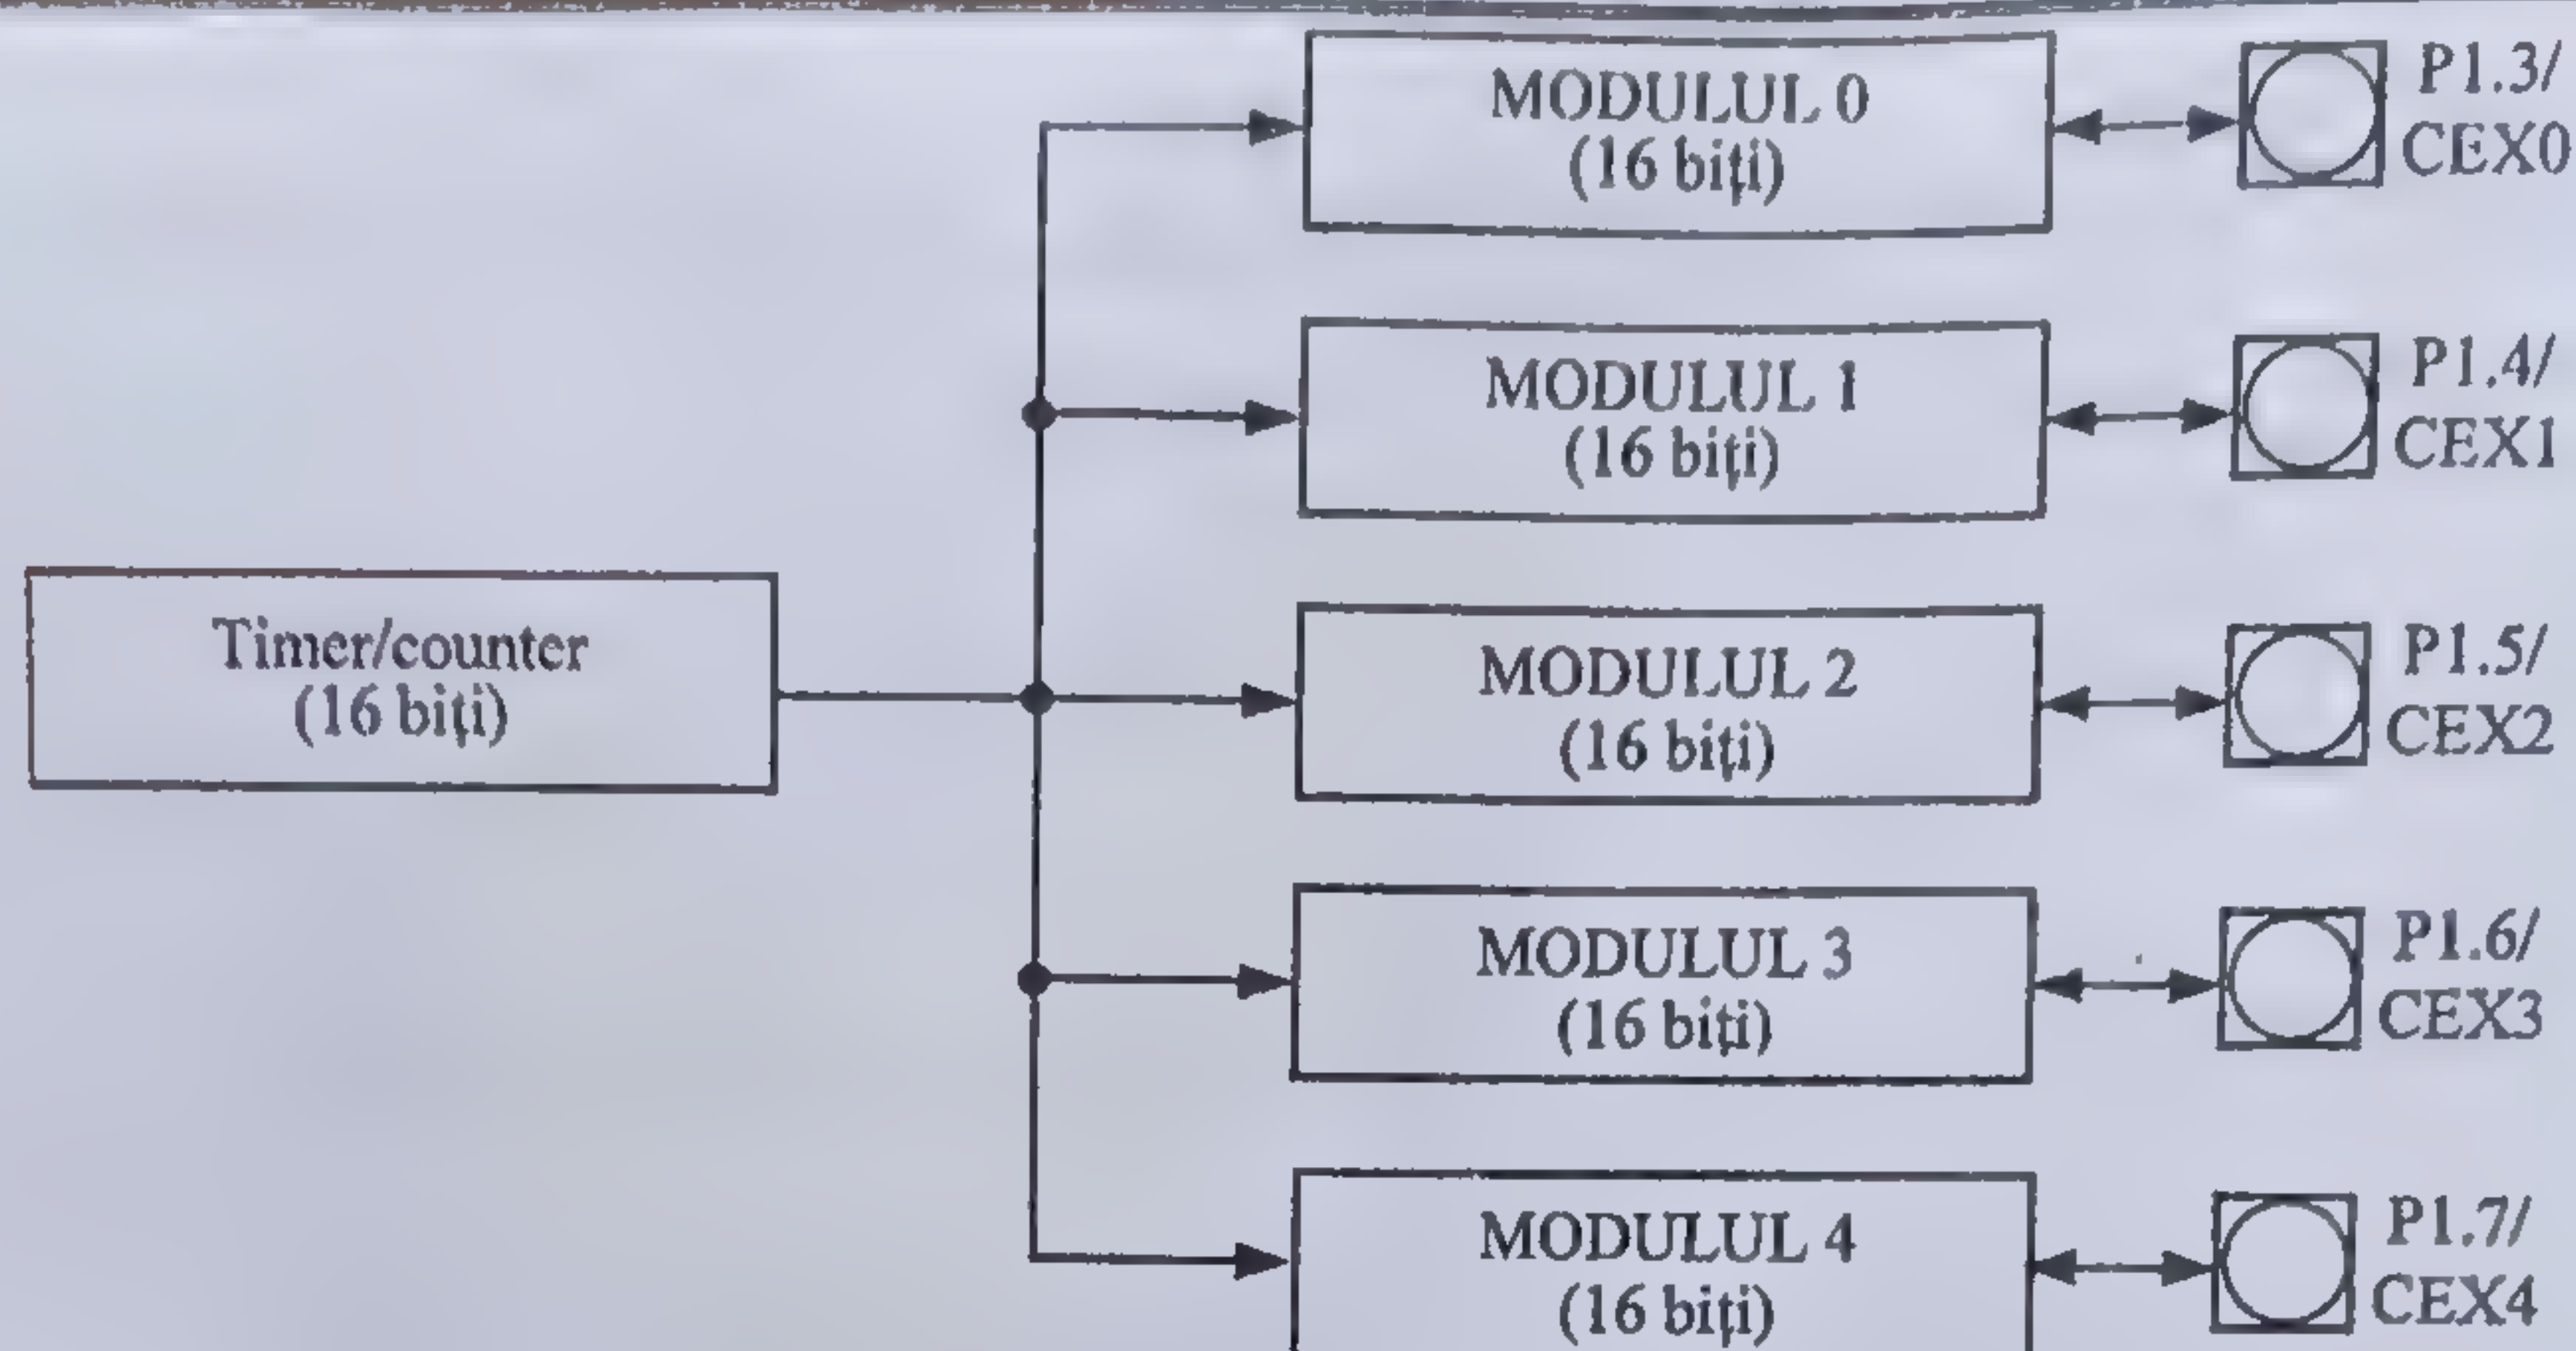 MODULUL 0
(16 biţi)
P1.3/
CEX0
MODULUL 1
(16 biţi)
P1.4/
CEX1
Timer/counter
(16 biţi)
MODULUL 2
(16 biţi)
P1.5/
CEX2
MODULUL 3
(16 biţi)
P1.6/
CEX3
MODULUL 4
(16 biţi)
P1.7/
CEX4